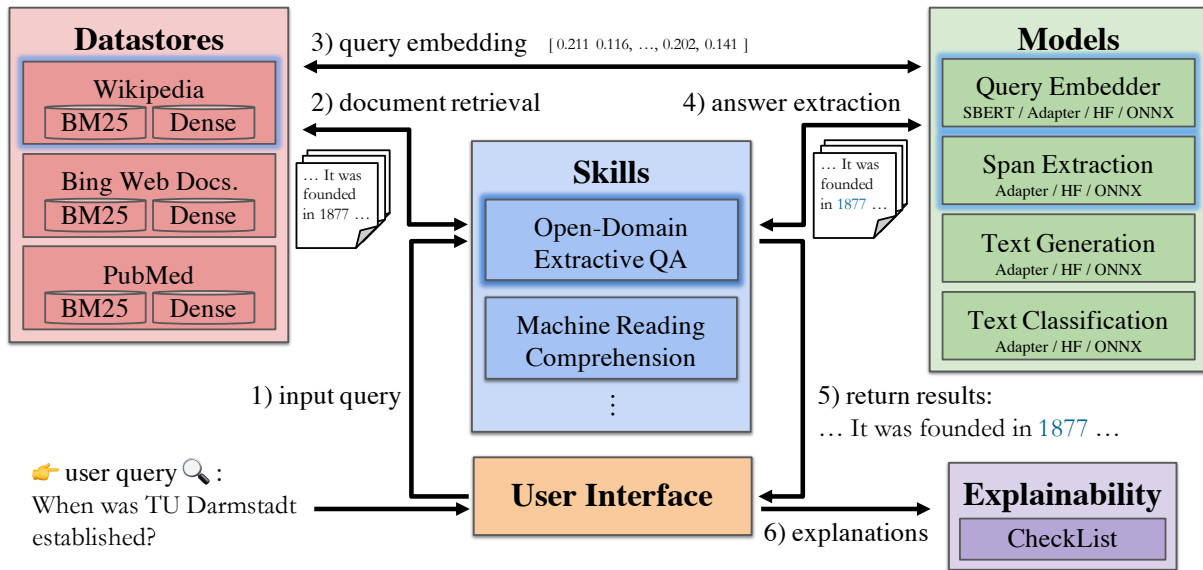 Datastores
Wikipedia
BM25 Dense
Bing Web Docs.
BM25 Dense
PubMed
BM25 Dense
3) query embedding [ 0.211 0.116, …, 0.202, 0.141 ]
2) document retrieval
… It was
founded
in 1877 …
4) answer extraction
… It was
founded
in 1877 …
Skills
Open-Domain
Extractive QA
Machine Reading
Comprehension
⋮
Models
Query Embedder
SBERT / Adapter / HF / ONNX
Span Extraction
Adapter / HF / ONNX
Text Generation
Adapter / HF / ONNX
Text Classification
Adapter / HF / ONNX
1) input query
5) return results:
… It was founded in 1877 …
👉 user query 🔍 :
When was TU Darmstadt
established?
User Interface
6) explanations
Explainability
CheckList